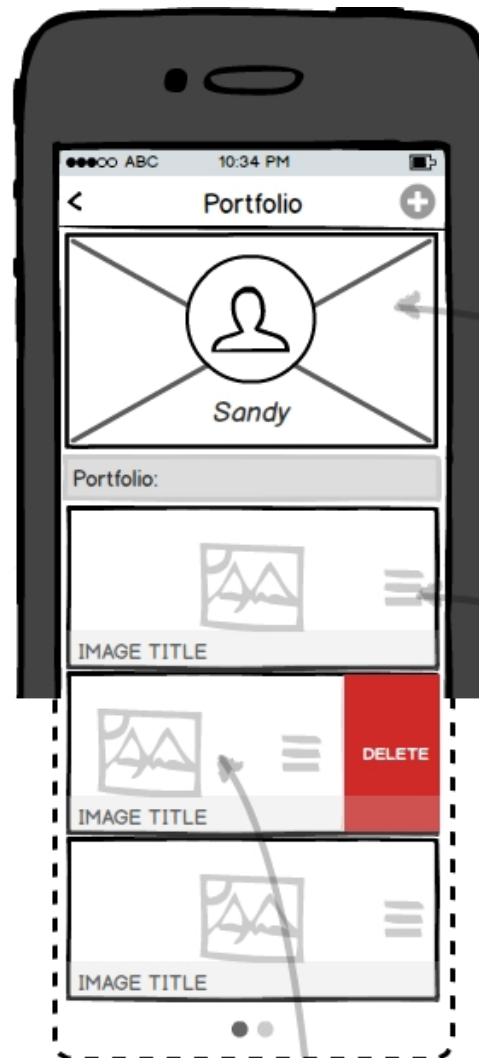 ABC 10:34 PM
Portfolio
Sandy
Portfolio:
IMAGE TITLE
DELETE
IMAGE TITLE
IMAGE TITLE